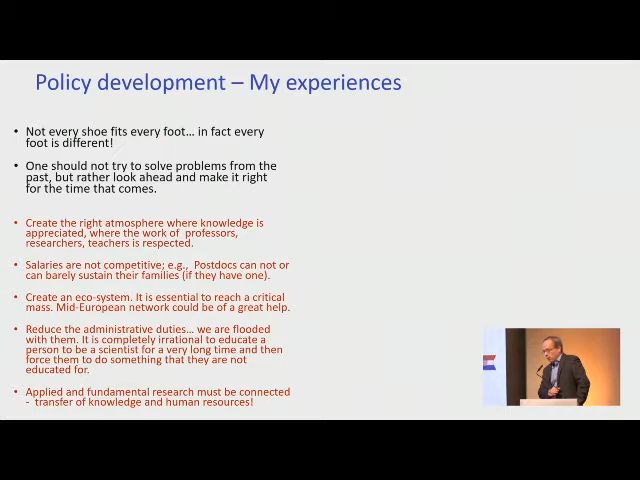 Policy development – My experiences
• Not every shoe fits every foot... in fact every
foot is different!
• One should not try to solve problems from the
past, but rather look ahead and make it right
for the time that comes.
• Create the right atmosphere where knowledge is
appreciated, where the work of professors,
researchers, teachers is respected.
• Salaries are not competitive; e.g., Postdocs can not or
can barely sustain their families (if they have one).
• Create an eco-system. It is essential to reach a critical
mass. Mid-European network could be of a great help.
• Reduce the administrative duties... we are flooded
with them. It is completely irrational to educate a
person to be a scientist for a very long time and then
force them to do something that they are not
educated for.
• Applied and fundamental research must be connected
- transfer of knowledge and human resources!